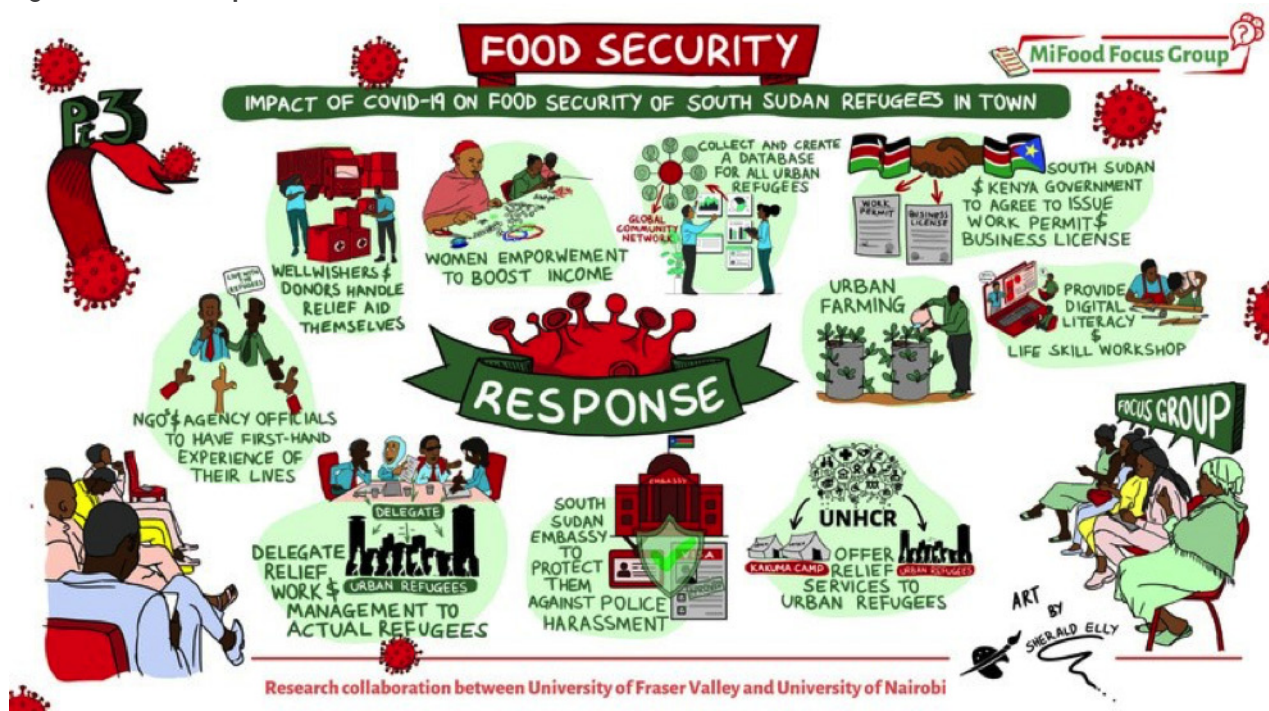 FOOD SECURITY
MiFood Focus Group
IMPACT OF COVID-19 ON FOOD SECURITY OF SOUTH SUDAN REFUGEES IN TOWN
Pt3
WELLWISHERS $
DONORS HANDLE
RELIEF AID
THEMSELVES
WOMEN EMPORWEMENT
TO BOOST INCOME
COLLECT AND CREATE
A DATABASE
FOR ALL URBAN
REFUGEES
GLOBAL
COMMUNITY
NETWORK
WORK
PERMIT
BUSINESS
LICENSE
SOUTH SUDAN
$ KENYA GOVERNMENT
TO AGREE TO ISSUE
WORK PERMIT $
BUSINESS LICENSE
LIVE WITH
THE
REFUGEES
NGO'S $ AGENCY OFFICIALS
TO HAVE FIRST-HAND
EXPERIENCE OF
THEIR LIVES
RESPONSE
URBAN
FARMING
PROVIDE
DIGITAL
LITERACY
$
LIFE SKILL WORKSHOP
DELEGATE
URBAN REFUGEES
DELEGATE
RELIEF
WORK $
MANAGEMENT TO
ACTUAL REFUGEES
EMBASSY
VISA
SOUTH
SUDAN
EMBASSY
TO
PROTECT
THEM
AGAINST POLICE
HARASSMENT
UNHCR
KAKUMA CAMP
URBAN REFUGEES
OFFER
RELIEF
SERVICES TO
URBAN REFUGEES
FOCUS GROUP
ART
BY
SHERALD ELLY
Research collaboration between University of Fraser Valley and University of Nairobi